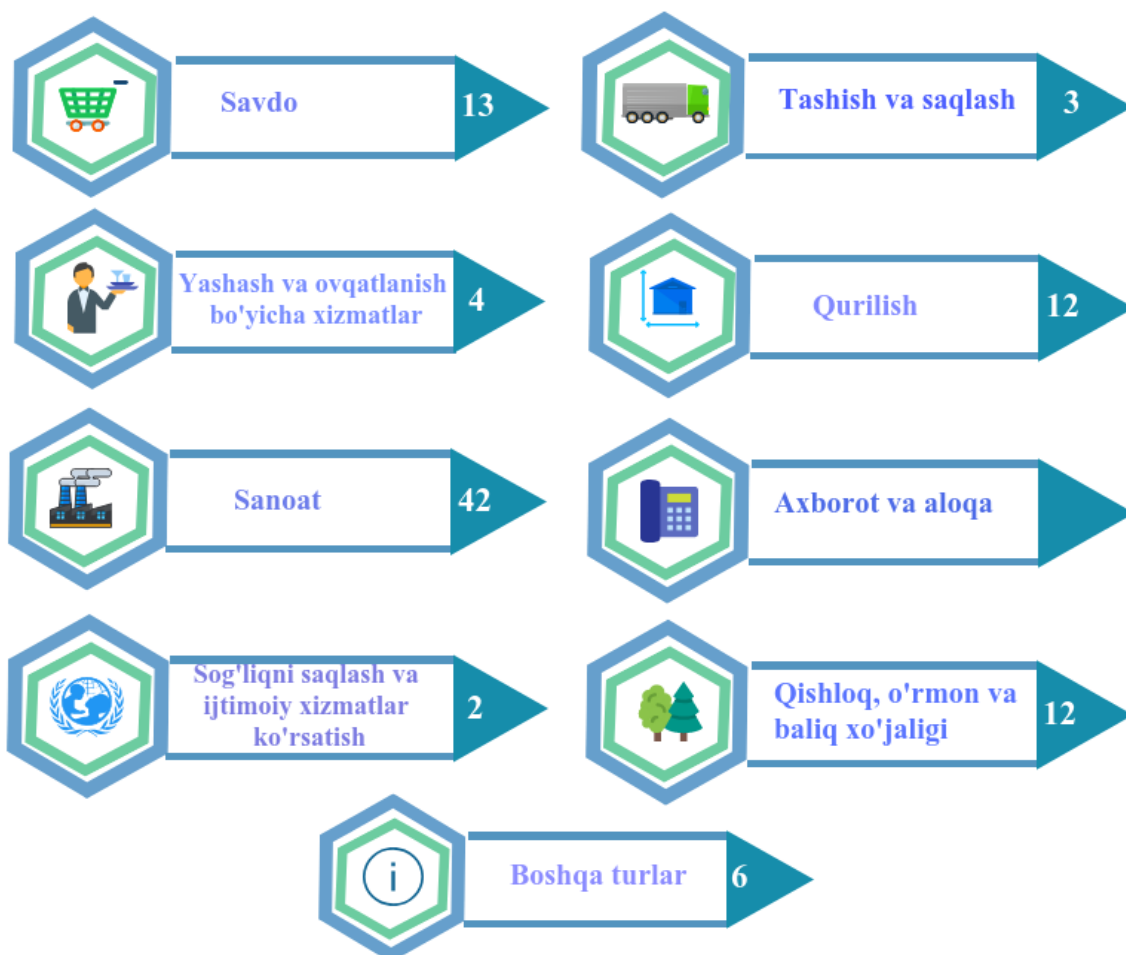 Savdo
13
Tashish va saqlash
3
Yashash va ovqatlanish
bo'yicha xizmatlar
4
Qurilish
12
Sanoat
42
Axborot va aloqa
Sog'liqni saqlash va
ijtimoiy xizmatlar
ko'rsatish
2
Qishloq, o'rmon va
baliq xo'jaligi
12
i
Boshqa turlar
6